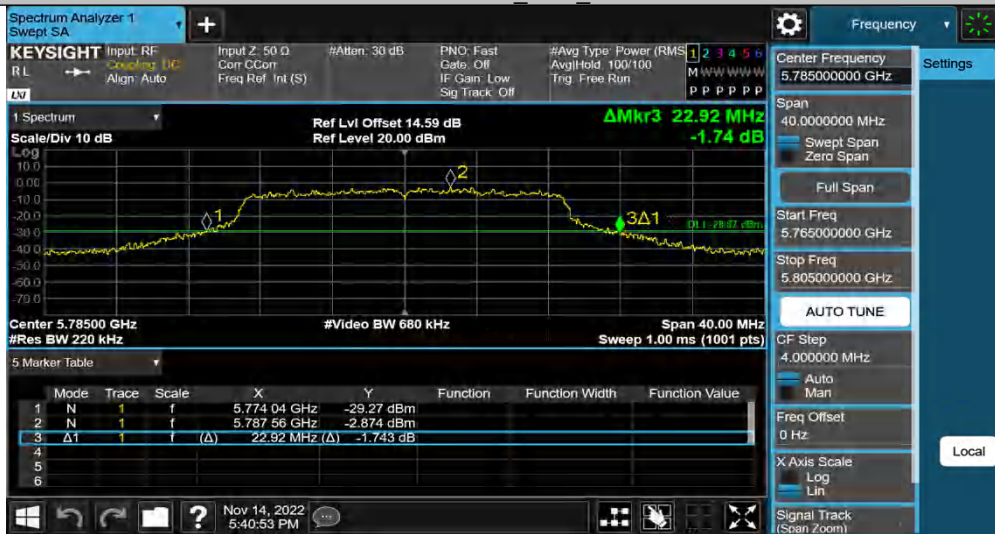 Spectrum Analyzer 1
Swept SA
Frequency
KEYSIGHT
Input: RF
Coupling: DC
Align: Auto
Input Z: 50 Ω
Corr CCorr
Freq Ref: Int (S)
#Atten: 30 dB
PNO: Fast
Gate: Off
IF Gain: Low
Sig Track: Off
#Avg Type: Power (RMS
Avg|Hold: 100/100
Trig: Free Run
1 2 3 4 5 6
M W W W W W
P P P P P P
R L
LXI
Center Frequency
5.785000000 GHz
Settings
Span
40.0000000 MHz
Swept Span
Zero Span
Full Span
Start Freq
5.765000000 GHz
Stop Freq
5.805000000 GHz
AUTO TUNE
CF Step
4.000000 MHz
Auto
Man
Freq Offset
0 Hz
X Axis Scale
Log
Lin
Signal Track
(Span Zoom)
Local
1 Spectrum
Scale/Div 10 dB
Ref Lvl Offset 14.59 dB
Ref Level 20.00 dBm
ΔMkr3 22.92 MHz
-1.74 dB
Log
10.0
0.00
-10.0
-20.0
-30.0
-40.0
-50.0
-60.0
-70.0
1
2
3Δ1
DL1 -28.87 dBm
Center 5.78500 GHz
#Video BW 680 kHz
Span 40.00 MHz
#Res BW 220 kHz
Sweep 1.00 ms (1001 pts)
5 Marker Table
Mode Trace Scale X Y Function Function Width Function Value
1 N 1 f 5.774 04 GHz -29.27 dBm
2 N 1 f 5.787 56 GHz -2.874 dBm
3 Δ1 1 f (Δ) 22.92 MHz (Δ) -1.743 dB
4
5
6
Nov 14, 2022
5:40:53 PM